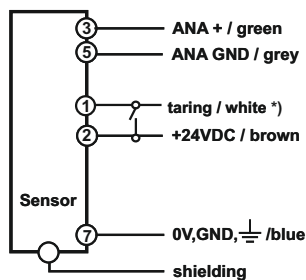 3 ANA + / green
5 ANA GND / grey
1 taring / white *)
2 +24VDC / brown
Sensor
7 0V,GND, ⏚ /blue
shielding